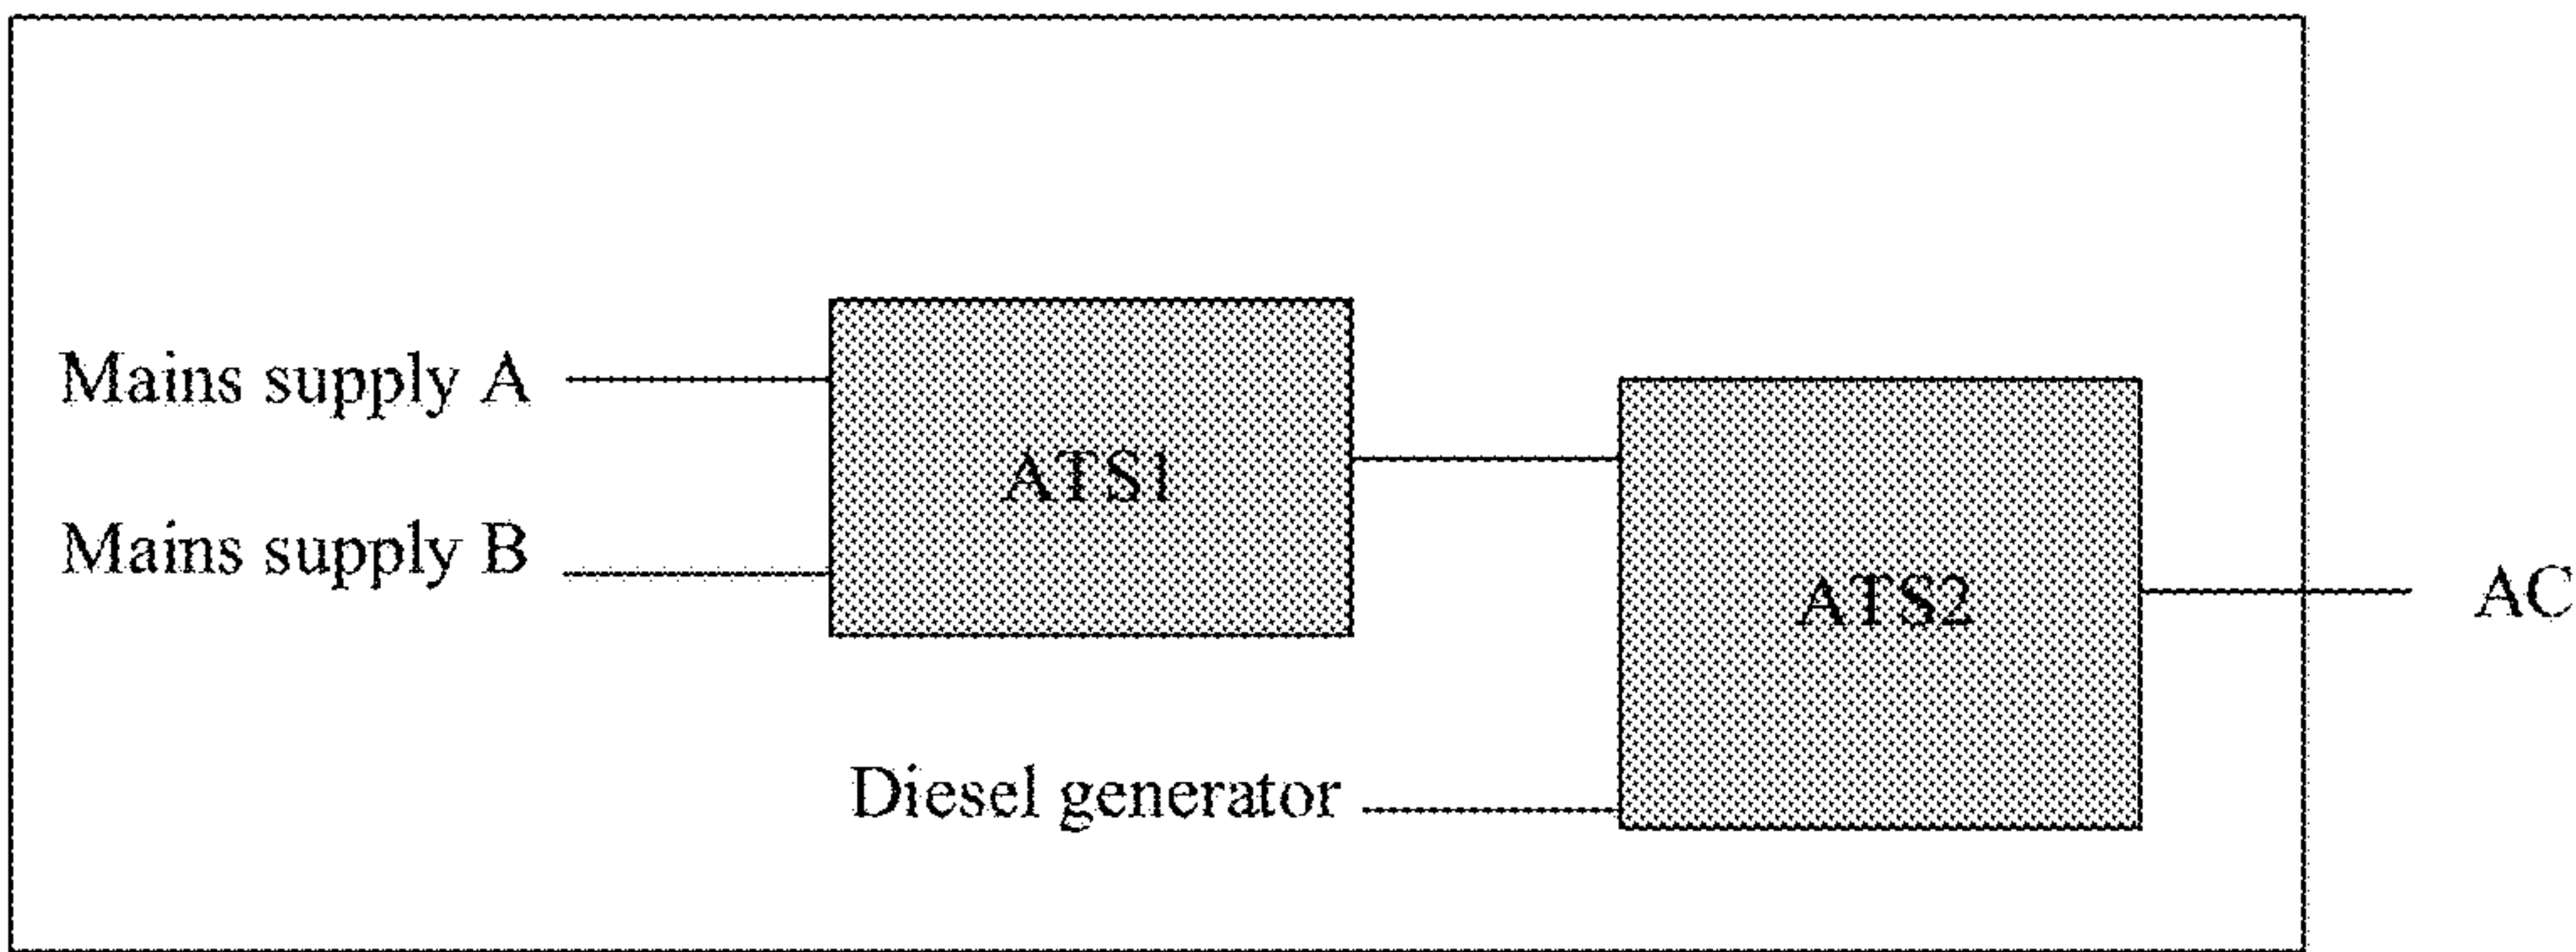 Mains supply A
ATS1
Mains supply B
ATS2
AC
Diesel generator